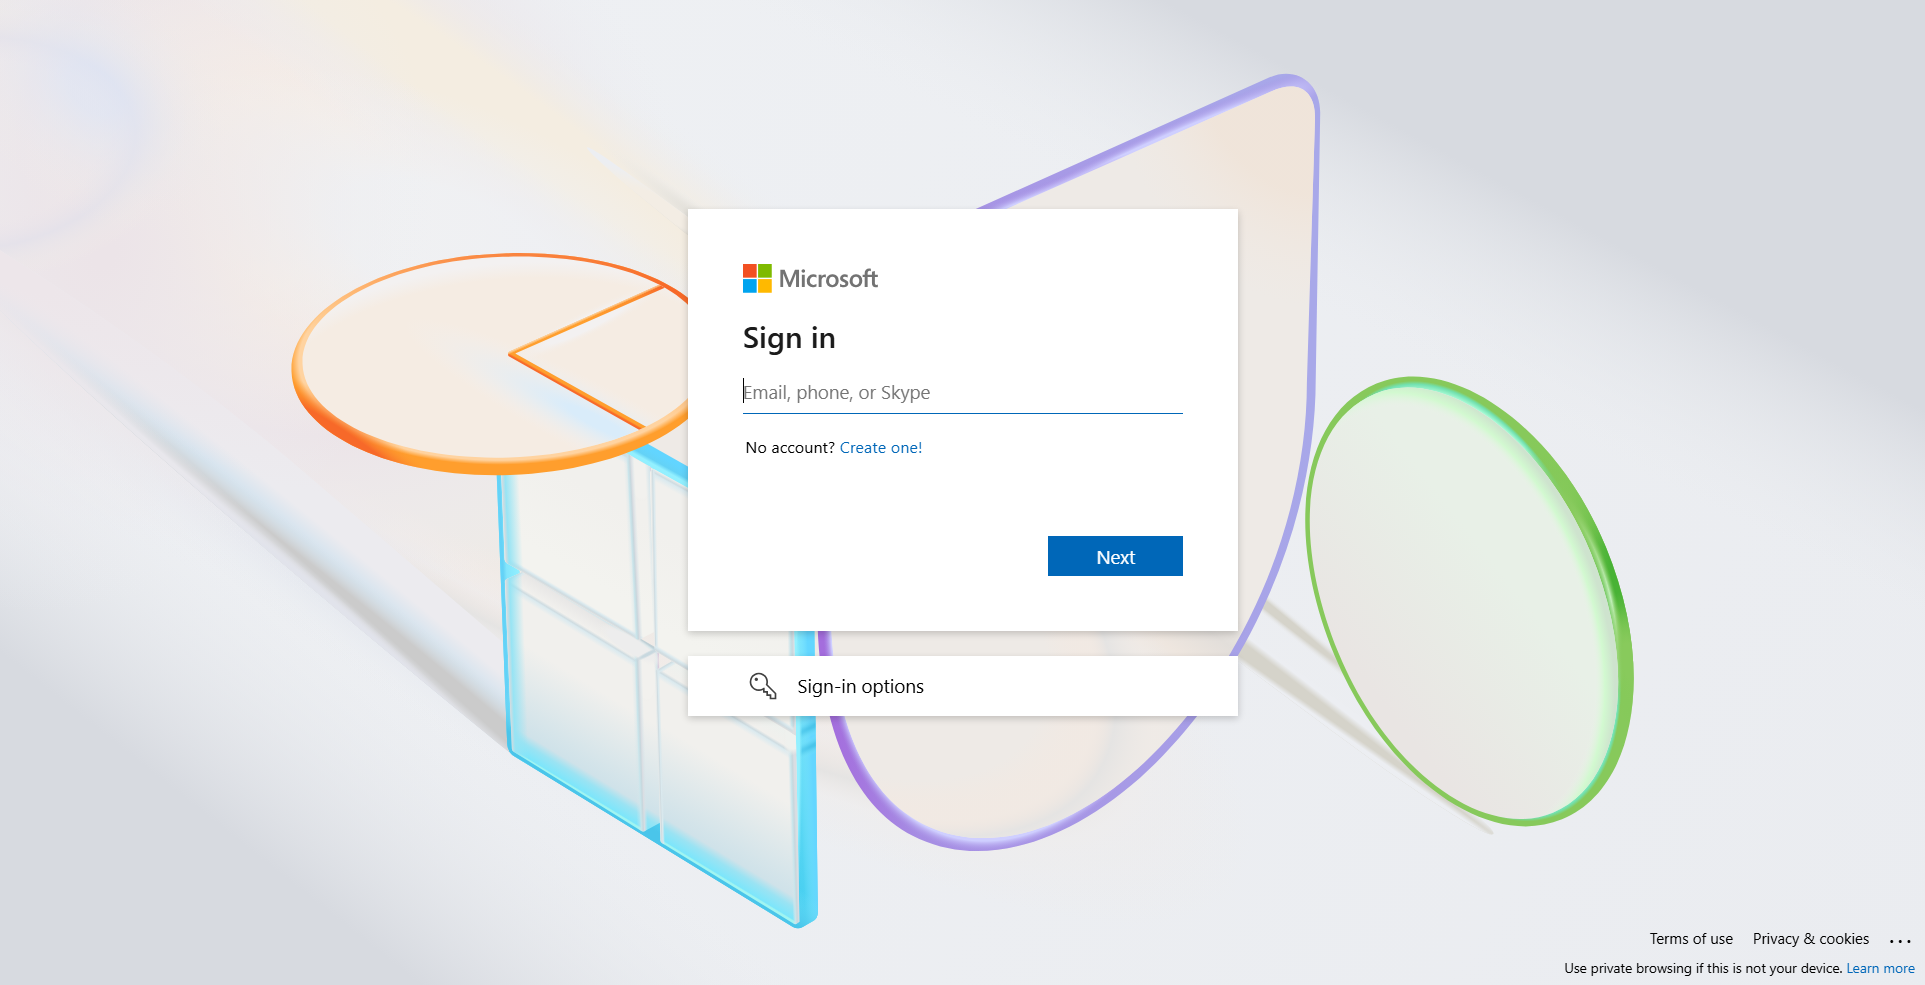 Microsoft
Sign in
Email, phone, or Skype
No account? Create one!
Next
Sign-in options
Terms of use Privacy & cookies ...
Use private browsing if this is not your device. Learn more